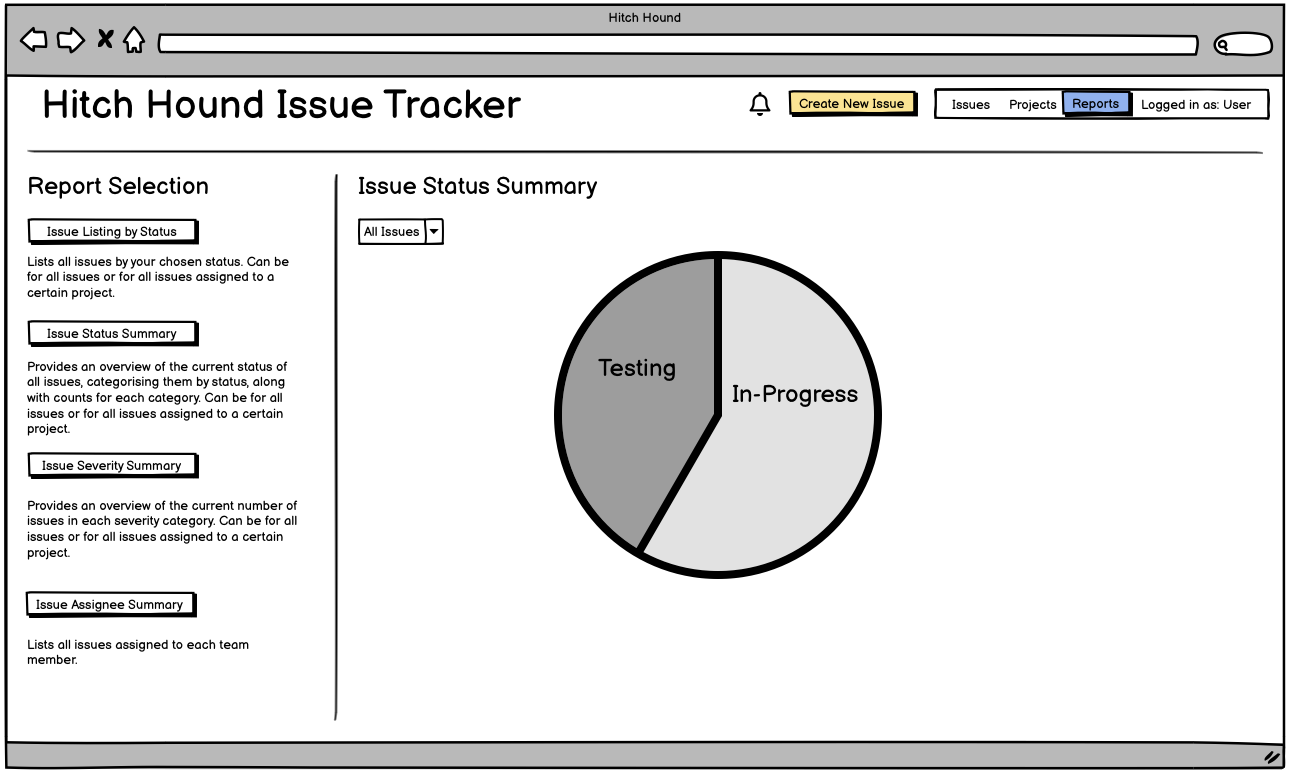 Hitch Hound
Hitch Hound Issue Tracker
Create New Issue
Issues
Projects
Reports
Logged in as: User
Report Selection
Issue Listing by Status
Lists all issues by your chosen status. Can be
for all issues or for all issues assigned to a
certain project.
Issue Status Summary
Provides an overview of the current status of
all issues, categorising them by status, along
with counts for each category. Can be for all
issues or for all issues assigned to a certain
project.
Issue Severity Summary
Provides an overview of the current number of
issues in each severity category. Can be for all
issues or for all issues assigned to a certain
project.
Issue Assignee Summary
Lists all issues assigned to each team
member.
Issue Status Summary
All Issues
Testing
In-Progress